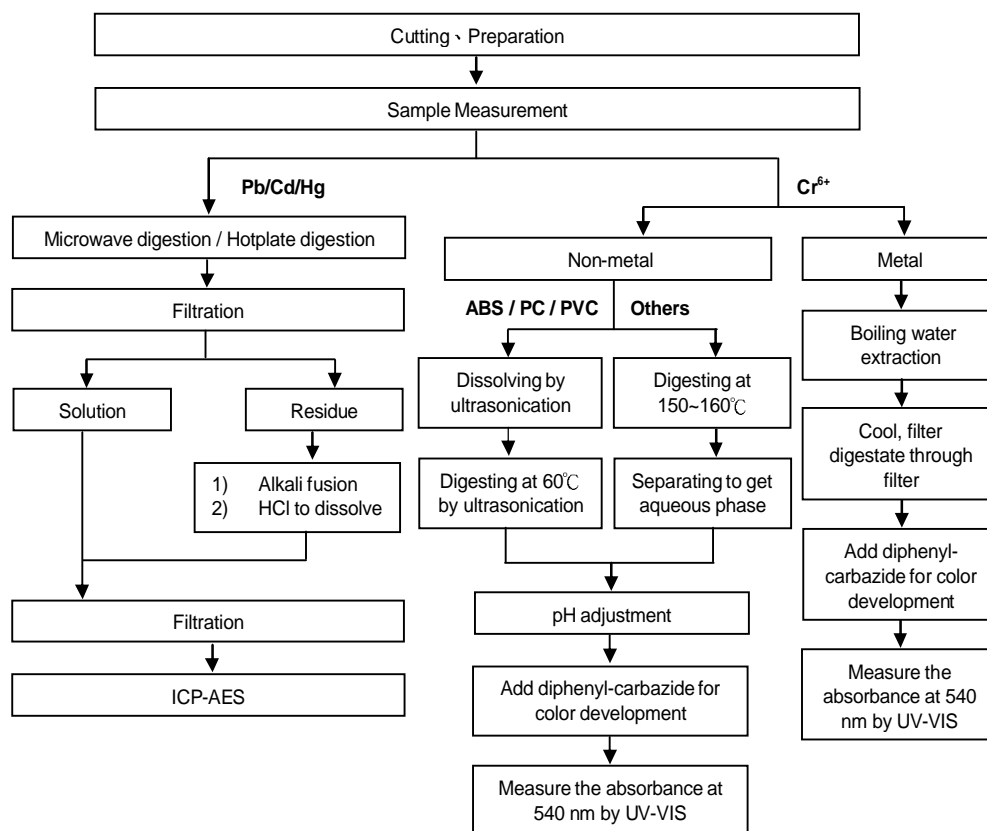 Cutting、Preparation
Sample Measurement
Pb/Cd/Hg
Microwave digestion / Hotplate digestion
Filtration
Solution
Residue
1) Alkali fusion
2) HCl to dissolve
Filtration
ICP-AES
Cr⁶⁺
Non-metal
ABS / PC / PVC
Others
Dissolving by
ultrasonication
Digesting at 60℃
by ultrasonication
Digesting at
150~160℃
Separating to get
aqueous phase
pH adjustment
Add diphenyl-carbazide for
color development
Measure the absorbance at
540 nm by UV-VIS
Metal
Boiling water
extraction
Cool, filter
digestate through
filter
Add diphenyl-
carbazide for color
development
Measure the
absorbance at 540
nm by UV-VIS